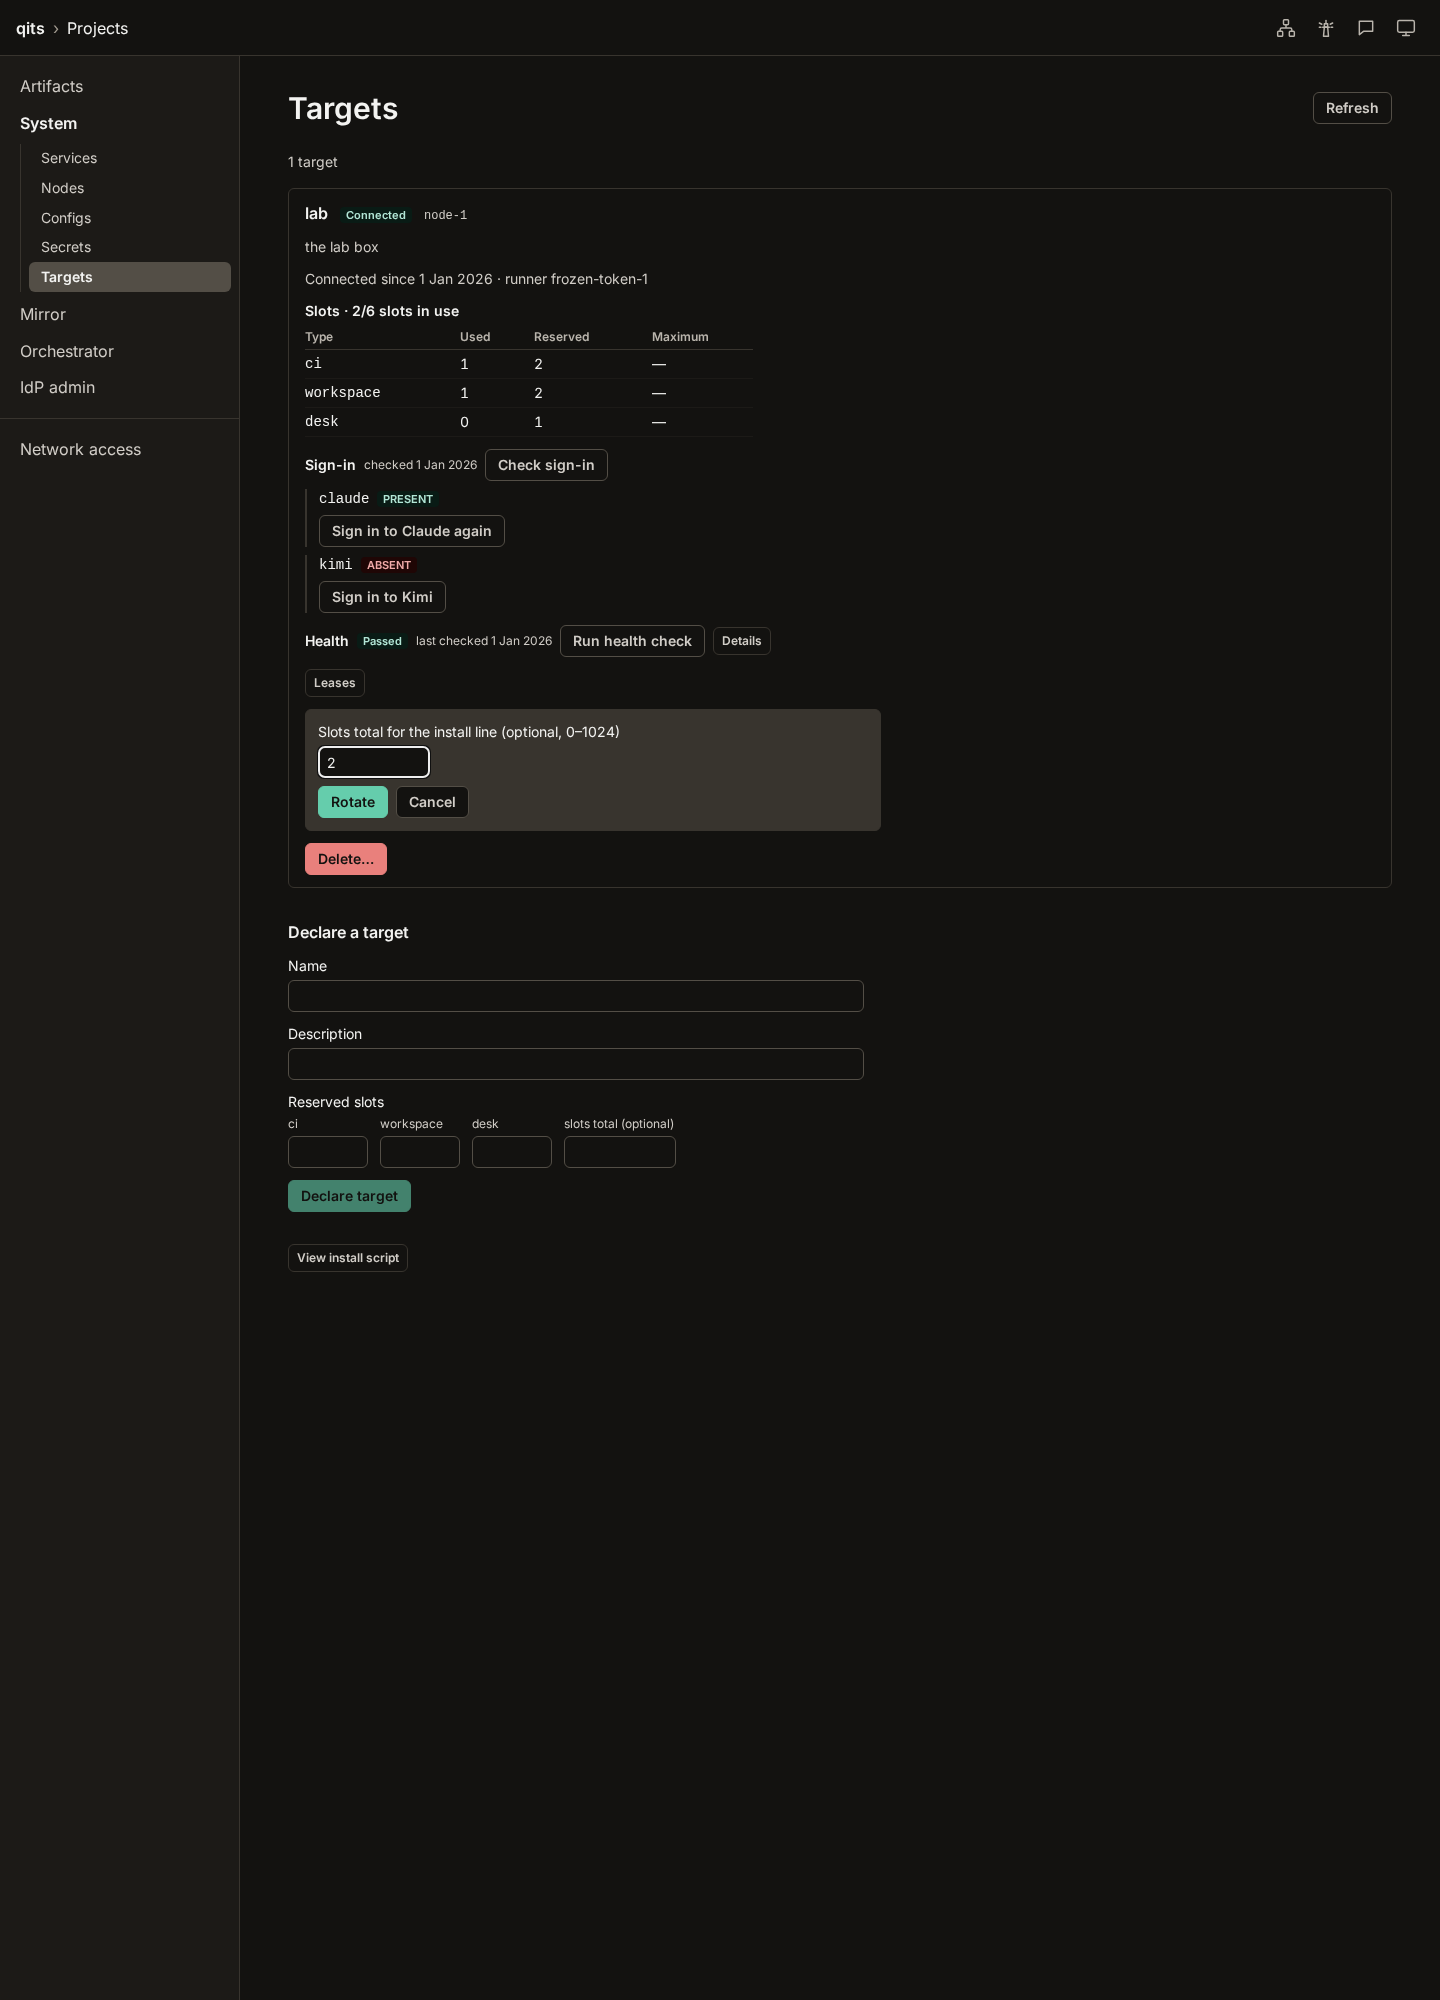 qits › Projects
Artifacts
System
Services
Nodes
Configs
Secrets
Targets
Mirror
Orchestrator
IdP admin
Network access
Targets
Refresh
1 target
lab Connected node-1
the lab box
Connected since 1 Jan 2026 · runner frozen-token-1
Slots · 2/6 slots in use
Type Used Reserved Maximum
ci 1 2 —
workspace 1 2 —
desk 0 1 —
Sign-in checked 1 Jan 2026 Check sign-in
claude PRESENT
Sign in to Claude again
kimi ABSENT
Sign in to Kimi
Health Passed last checked 1 Jan 2026 Run health check Details
Leases
Slots total for the install line (optional, 0–1024)
2
Rotate Cancel
Delete…
Declare a target
Name
Description
Reserved slots
ci workspace desk slots total (optional)
Declare target
View install script